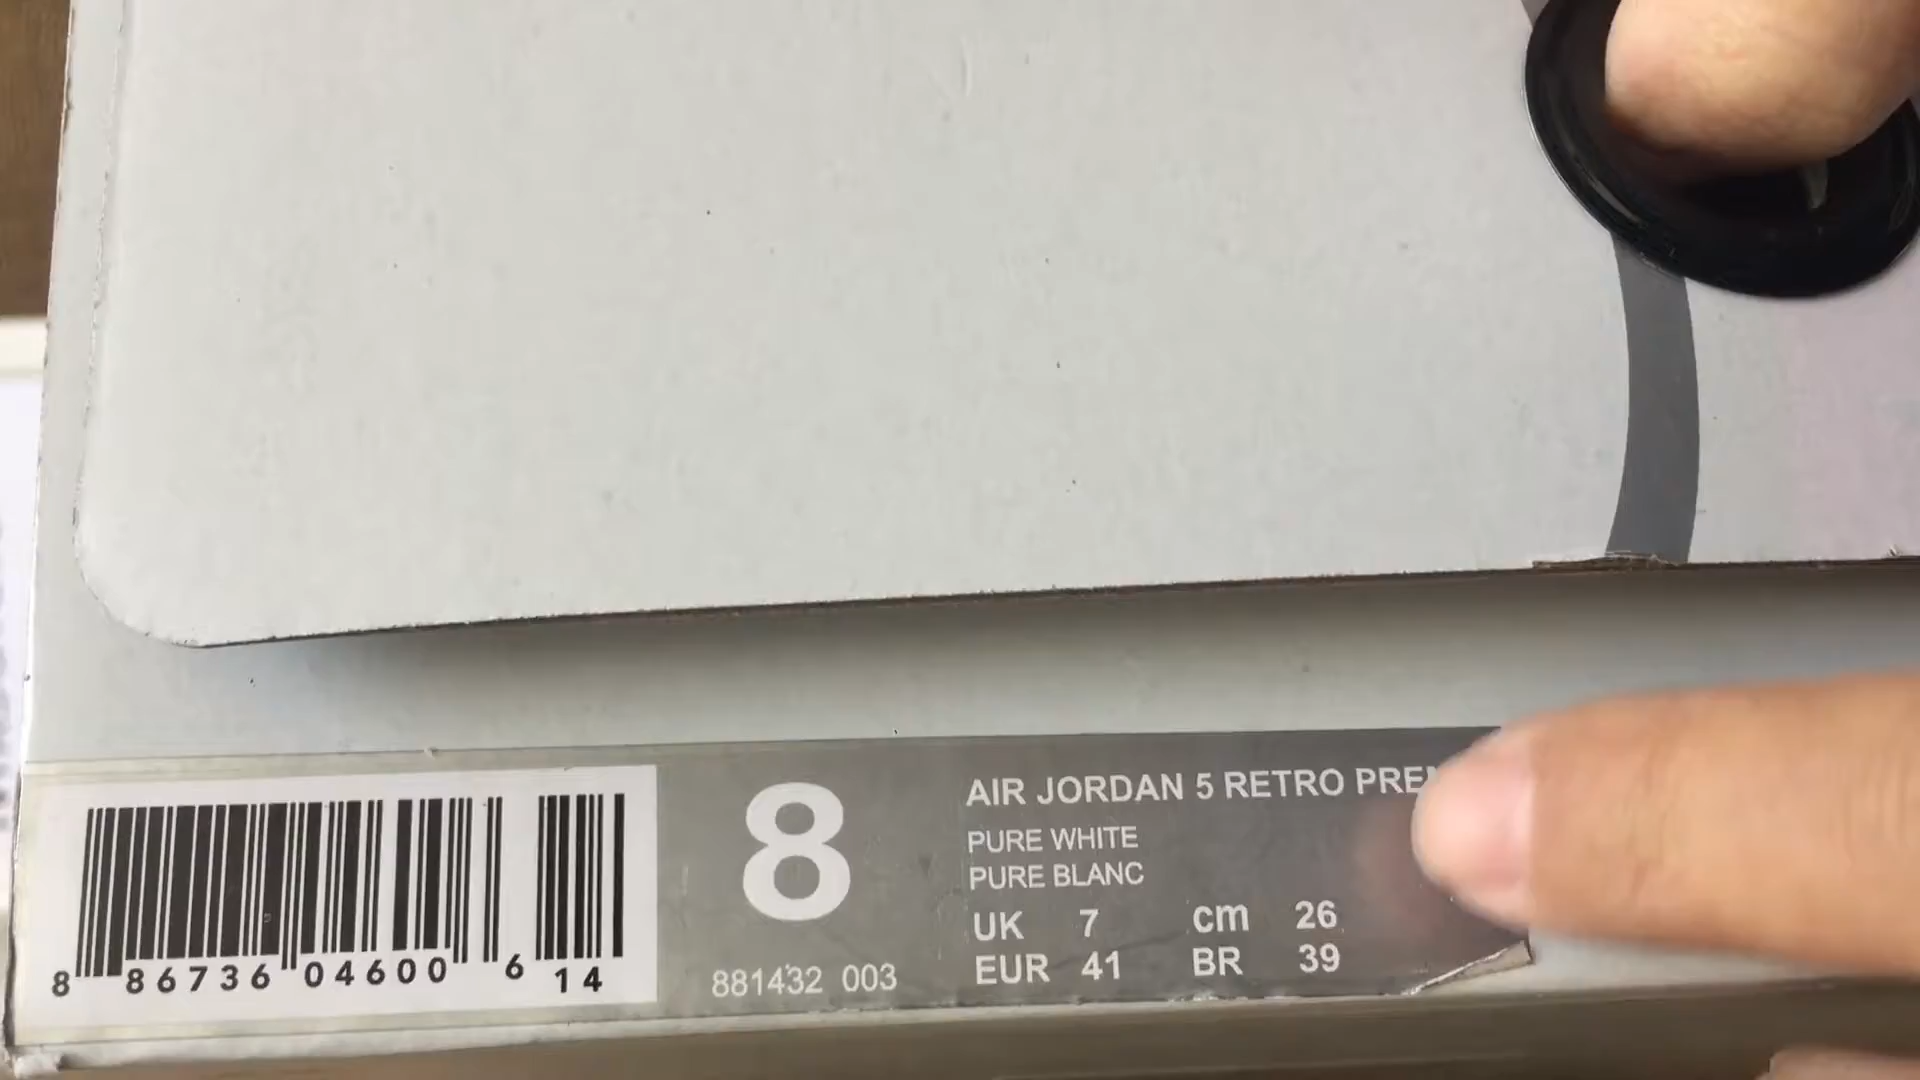 AIR JORDAN 5 RETRO
PURE WHITE
PURE BLANC
8
UK 7 cm 26
EUR 41 BR 39
881432 003
8 86736 04600 6 14